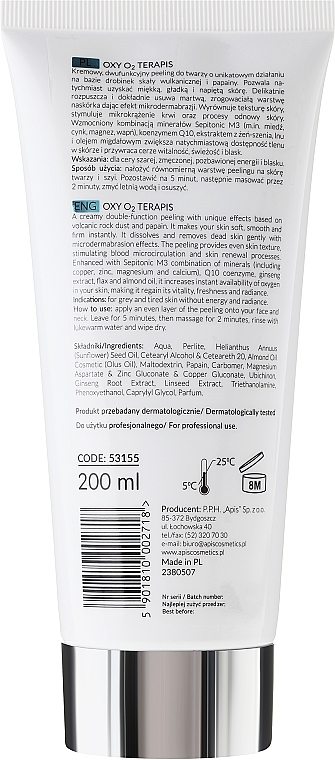 PL OXY O₂ TERAPIS
Kremowy, dwufunkcyjny peeling do twarzy o unikatowym działaniu
na bazie drobinek skały wulkanicznej i papainy. Pozwala na-
tychmiast uzyskać miękką, gładką i napiętą skórę. Delikatnie
rozpuszcza i dokładnie usuwa martwą, zrogowaciałą warstwę
naskórka dając efekt mikrodermabrazji. Wyrównuje teksturę skóry,
stymuluje mikrokrążenie krwi oraz procesy odnowy skóry.
Wzmocniony kombinacją minerałów Sepitonic M3 (m.in. miedź,
cynk, magnez, wapń), koenzymem Q10, ekstraktem z żeń-szenia, lnu
i olejem migdałowym zwiększa natychmiastową dostępność tlenu
w skórze i przywraca cerze witalność, świeżość i blask.
Wskazania: dla cery szarej, zmęczonej, pozbawionej energii i blasku.
Sposób użycia: nałożyć równomierną warstwę peelingu na skórę
twarzy i szyi. Pozostawić na 5 minut, następnie masować przez
2 minuty, zmyć letnią wodą i osuszyć.
ENG OXY O₂ TERAPIS
A creamy double-function peeling with unique effects based on
volcanic rock dust and papain. It makes your skin soft, smooth and
firm instantly. It dissolves and removes dead skin gently with
microdermabrasion effects. The peeling provides even skin texture,
stimulating blood microcirculation and skin renewal processes.
Enhanced with Sepitonic M3 combination of minerals (including
copper, zinc, magnesium and calcium), Q10 coenzyme, ginseng
extract, flax and almond oil, it increases instant availability of oxygen
in your skin, making it regain its vitality, freshness and radiance.
Indications: for grey and tired skin without energy and radiance.
How to use: apply an even layer of the peeling onto your face and
neck. Leave for 5 minutes, then massage for 2 minutes, rinse with
lukewarm water and wipe dry.
Składniki/Ingredients: Aqua, Perlite, Helianthus Annuus
(Sunflower) Seed Oil, Cetearyl Alcohol & Ceteareth 20, Almond Oil
Cosmetic (Olus Oil), Maltodextrin, Papain, Carbomer, Magnesium
Aspartate & Zinc Gluconate & Copper Gluconate, Ubichinon,
Ginseng Root Extract, Linseed Extract, Triethanolamine,
Phenoxyethanol, Caprylyl Glycol, Parfum.
Produkt przebadany dermatologicznie/ Dermatologically tested
Do użytku profesjonalnego/ For professional use.
CODE: 53155
200 ml
5°C
25°C
8M
5 901810 002718 >
Producent: P.P.H. „Apis” Sp. z o.o.
85-372 Bydgoszcz
ul. Łochowska 40
tel./fax: (52) 320 70 30
e-mail: biuro@apiscosmetics.pl
www.apiscosmetics.pl
Made in PL
2380507
Nr serii / Batch number:
Najlepiej zużyć przed/
Best before: